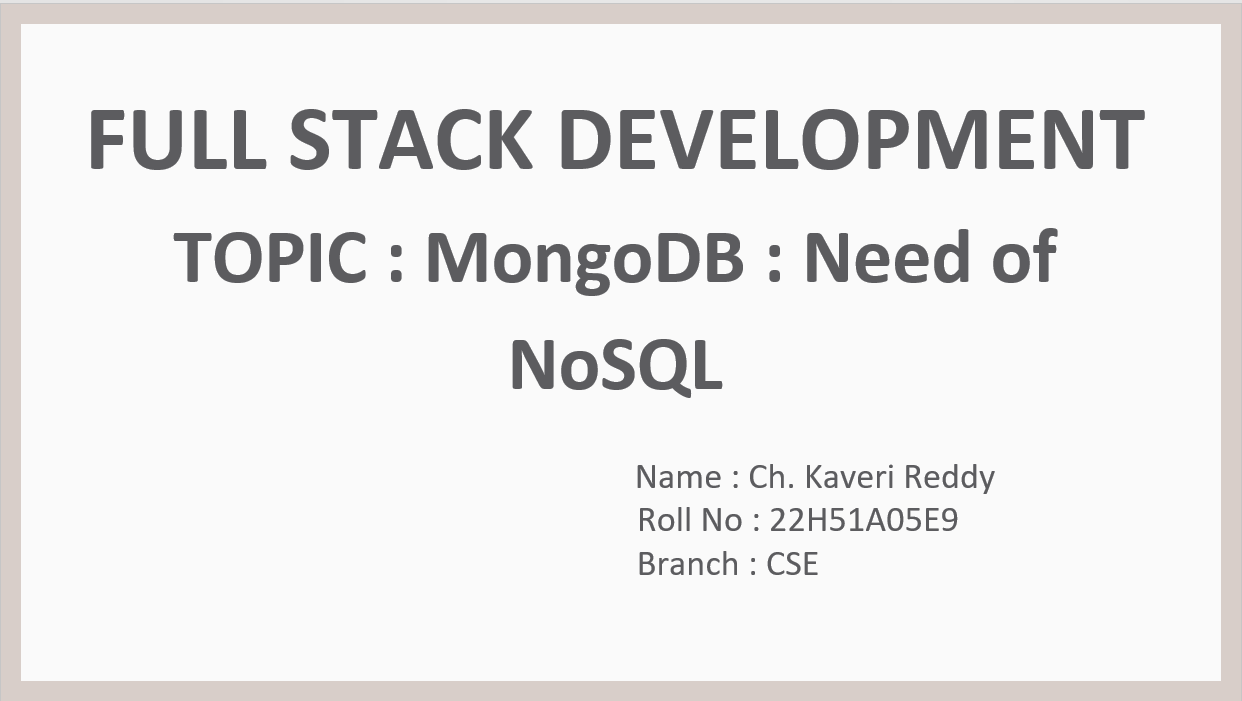 FULL STACK DEVELOPMENT
TOPIC : MongoDB : Need of
NoSQL
Name : Ch. Kaveri Reddy
Roll No : 22H51A05E9
Branch : CSE